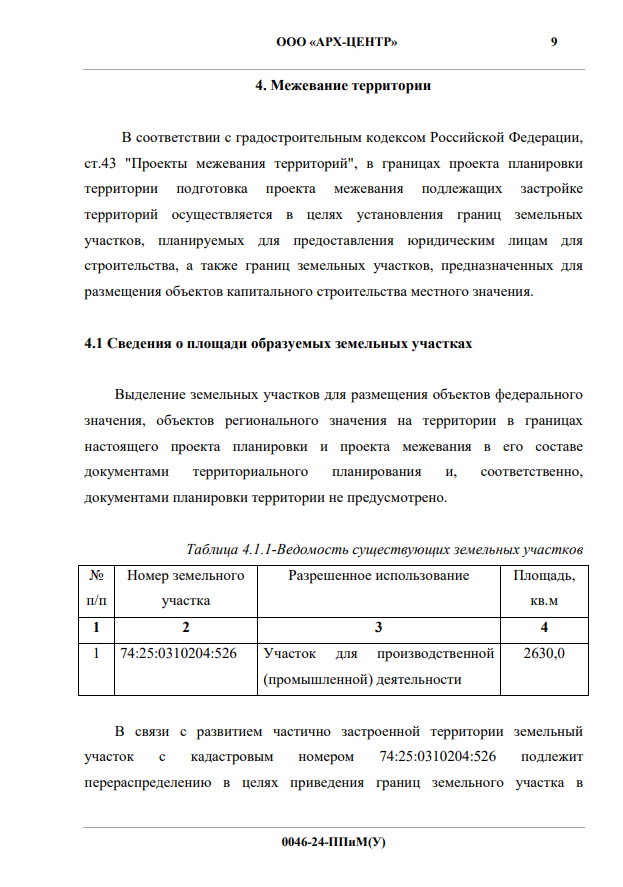 ООО «АРХ-ЦЕНТР» 9
4. Межевание территории
В соответствии с градостроительным кодексом Российской Федерации,
ст.43 "Проекты межевания территорий", в границах проекта планировки
территории подготовка проекта межевания подлежащих застройке
территорий осуществляется в целях установления границ земельных
участков, планируемых для предоставления юридическим лицам для
строительства, а также границ земельных участков, предназначенных для
размещения объектов капитального строительства местного значения.
4.1 Сведения о площади образуемых земельных участках
Выделение земельных участков для размещения объектов федерального
значения, объектов регионального значения на территории в границах
настоящего проекта планировки и проекта межевания в его составе
документами территориального планирования и, соответственно,
документами планировки территории не предусмотрено.
Таблица 4.1.1-Ведомость существующих земельных участков
№ Номер земельного Разрешенное использование Площадь,
п/п участка кв.м
1 2 3 4
1 74:25:0310204:526 Участок для производственной 2630,0
(промышленной) деятельности
В связи с развитием частично застроенной территории земельный
участок с кадастровым номером 74:25:0310204:526 подлежит
перераспределению в целях приведения границ земельного участка в
0046-24-ППиМ(У)